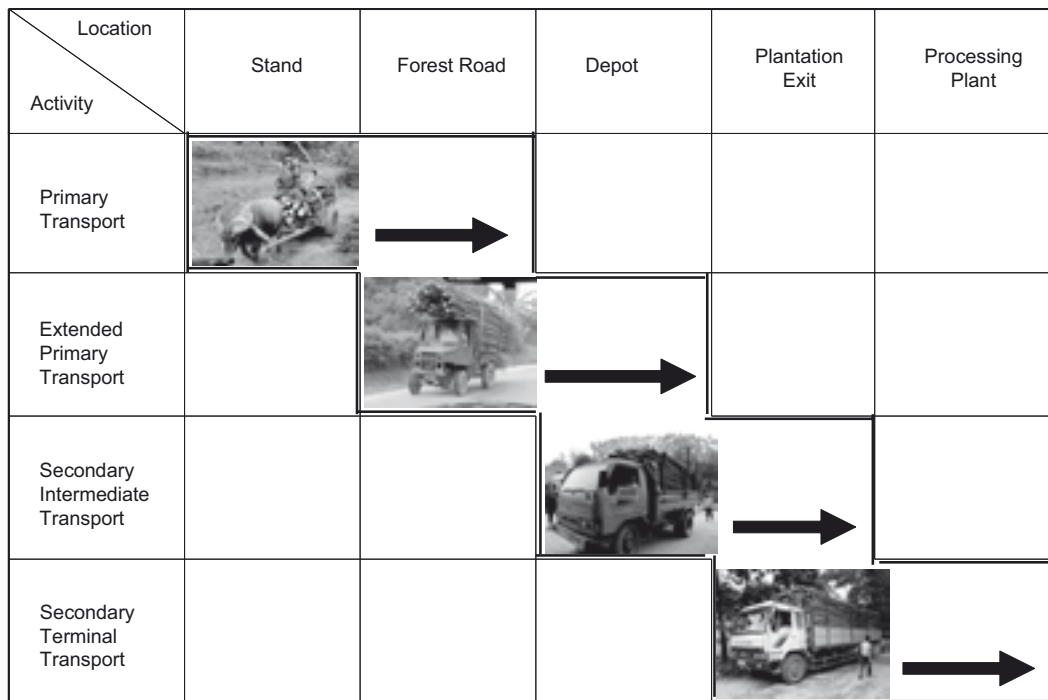 Location
Activity
Stand
Forest Road
Depot
Plantation
Exit
Processing
Plant
Primary
Transport
Extended
Primary
Transport
Secondary
Intermediate
Transport
Secondary
Terminal
Transport